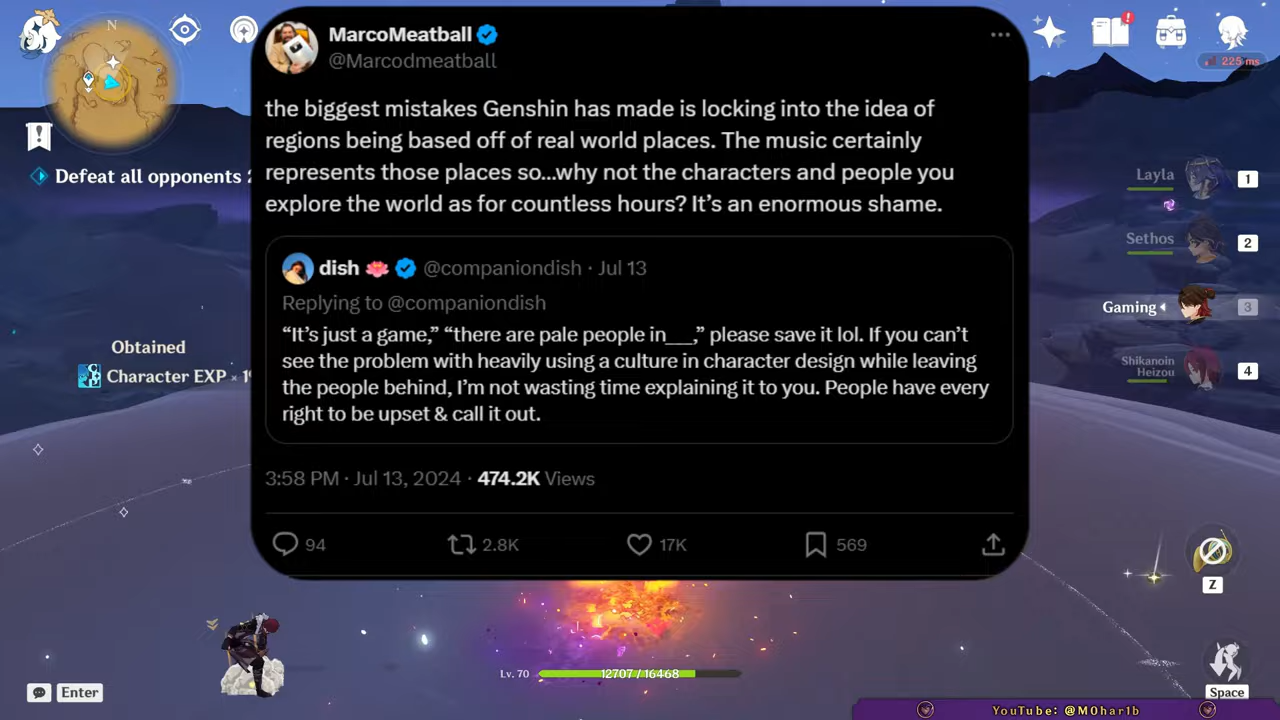 N
225 ms
MarcoMeatball
@Marcodmeatball
the biggest mistakes Genshin has made is locking into the idea of
regions being based off of real world places. The music certainly
represents those places so...why not the characters and people you
explore the world as for countless hours? It's an enormous shame.
dish @companiondish · Jul 13
Replying to @companiondish
“It's just a game,” “there are pale people in__,” please save it lol. If you can't
see the problem with heavily using a culture in character design while leaving
the people behind, I'm not wasting time explaining it to you. People have every
right to be upset & call it out.
3:58 PM · Jul 13, 2024 · 474.2K Views
94 2.8K 17K 569
Defeat all opponents
Obtained
Character EXP ×
Layla 1
Sethos 2
Gaming 3
Shikanoin
Heizou 4
Z
Space
Lv. 70 12707 / 16468
Enter
YouTube: @M0har1b